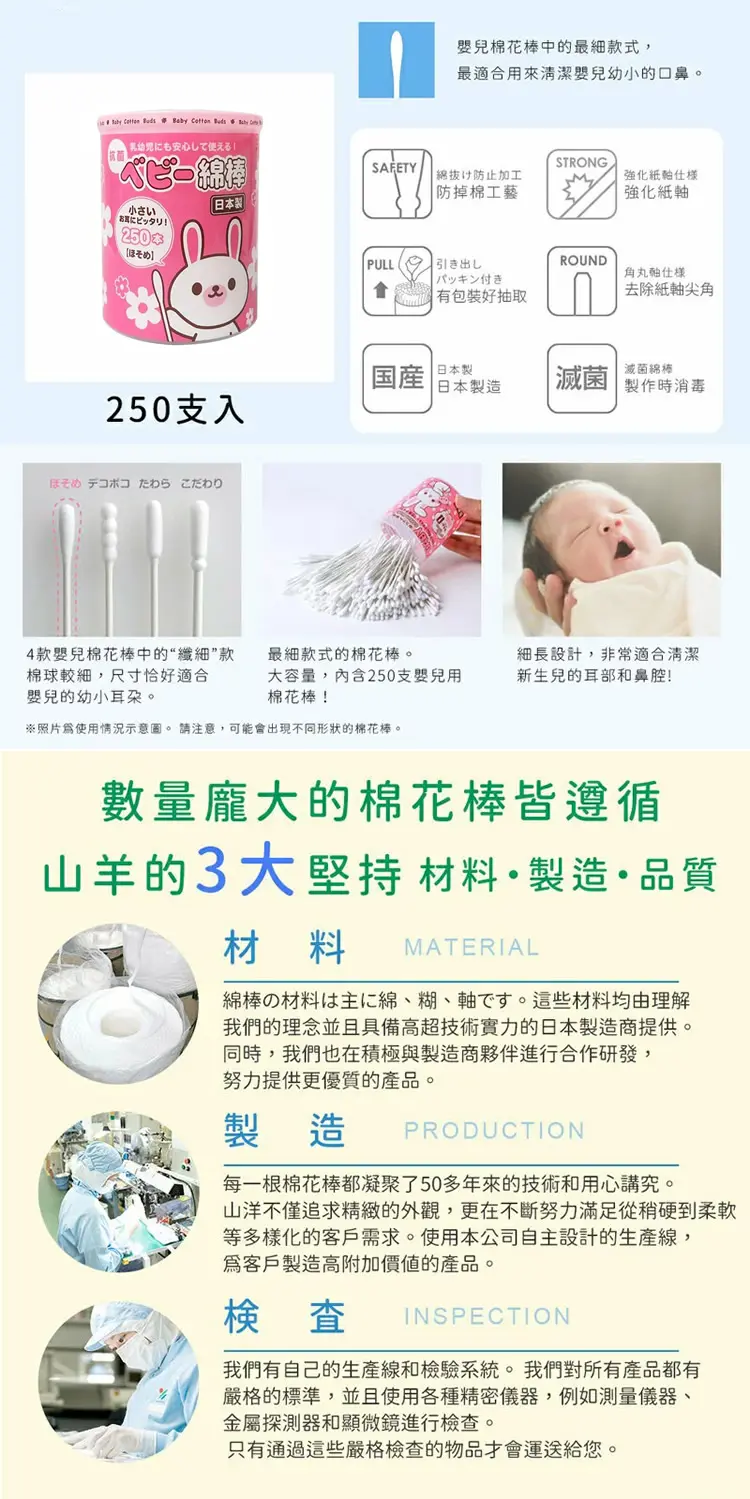 嬰兒棉花棒中的最細款式，
最適合用來清潔嬰兒幼小的口鼻。
Baby Cotton Buds Baby Cotton Buds
乳幼児にも安心して使える！
抗菌
ベビー綿棒
日本製
小さい
お耳にピッタリ！
250本
[ほそめ]
250支入
SAFETY
綿抜け防止加工
防掉棉工藝
STRONG
強化紙軸仕様
強化紙軸
PULL
引き出し
パッキン付き
有包裝好抽取
ROUND
角丸軸仕様
去除紙軸尖角
国産
日本製
日本製造
滅菌
滅菌綿棒
製作時消毒
ほそめ デコボコ たわら こだわり
4款嬰兒棉花棒中的“纖細”款
棉球較細，尺寸恰好適合
嬰兒的幼小耳朶。
最細款式的棉花棒。
大容量，內含250支嬰兒用
棉花棒！
細長設計，非常適合清潔
新生兒的耳部和鼻腔!
※照片爲使用情況示意圖。 請注意，可能會出現不同形狀的棉花棒。
數量龐大的棉花棒皆遵循
山羊的3大堅持 材料·製造·品質
材 料 MATERIAL
綿棒の材料は主に綿、糊、軸です。這些材料均由理解
我們的理念並且具備高超技術實力的日本製造商提供。
同時，我們也在積極與製造商夥伴進行合作研發，
努力提供更優質的產品。
製 造 PRODUCTION
每一根棉花棒都凝聚了50多年來的技術和用心講究。
山洋不僅追求精緻的外觀，更在不斷努力滿足從稍硬到柔軟
等多樣化的客戶需求。使用本公司自主設計的生產線，
爲客戶製造高附加價値的產品。
検 査 INSPECTION
我們有自己的生產線和檢驗系統。 我們對所有產品都有
嚴格的標準，並且使用各種精密儀器，例如測量儀器、
金屬探測器和顯微鏡進行檢查。
只有通過這些嚴格檢查的物品才會運送給您。